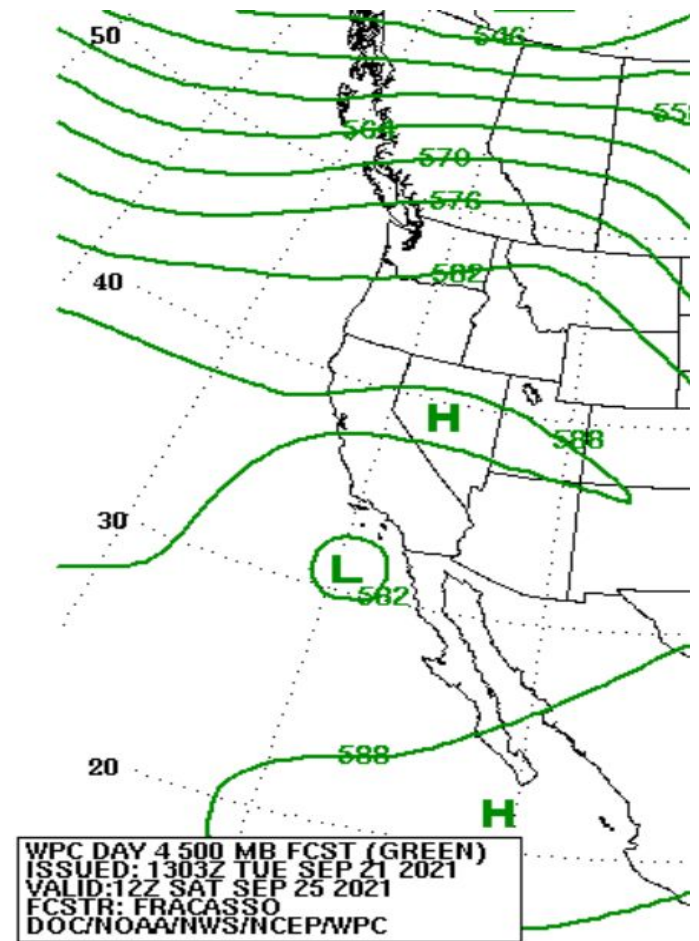 50
546
558
564
570
576
582
40
H
588
30
L
582
588
20
H
WPC DAY 4 500 MB FCST (GREEN)
ISSUED: 1303Z TUE SEP 21 2021
VALID:12Z SAT SEP 25 2021
FCSTR: FRACASSO
DOC/NOAA/NWS/NCEP/WPC